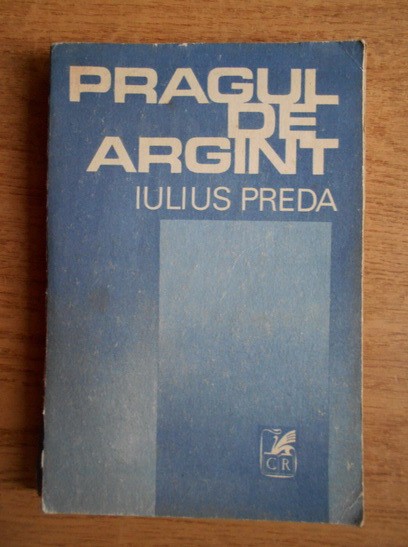 PRAGUL
DE
ARGINT
IULIUS PREDA
CR